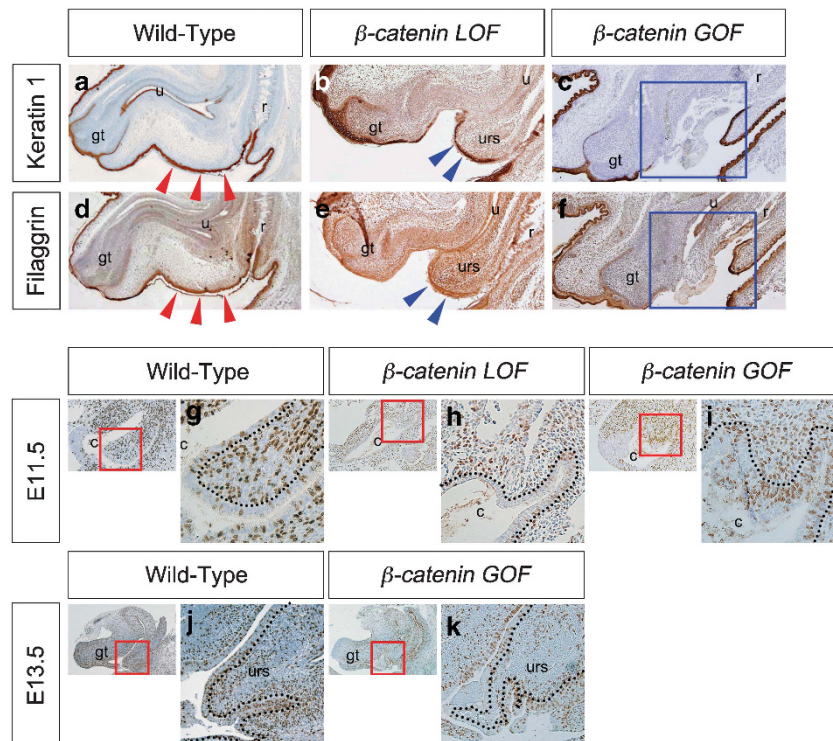 Wild-Type β-catenin LOF β-catenin GOF
Keratin 1
a u gt r
b u gt urs
c r gt
Filaggrin
d u gt r
e u gt urs r
f u r gt
Wild-Type β-catenin LOF β-catenin GOF
E11.5
c g c
c h c
c i c
Wild-Type β-catenin GOF
E13.5
gt j urs
gt k urs